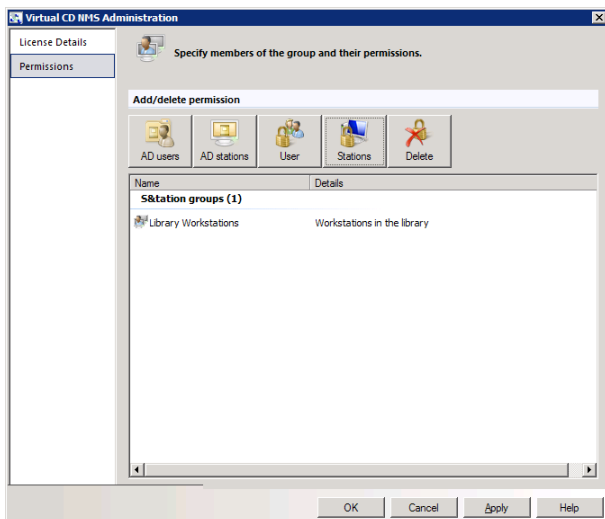 Virtual CD NMS Administration
License Details
Permissions
Specify members of the group and their permissions.
Add/delete permission
AD users AD stations User Stations Delete
Name Details
S&tation groups (1)
Library Workstations Workstations in the library
OK Cancel Apply Help